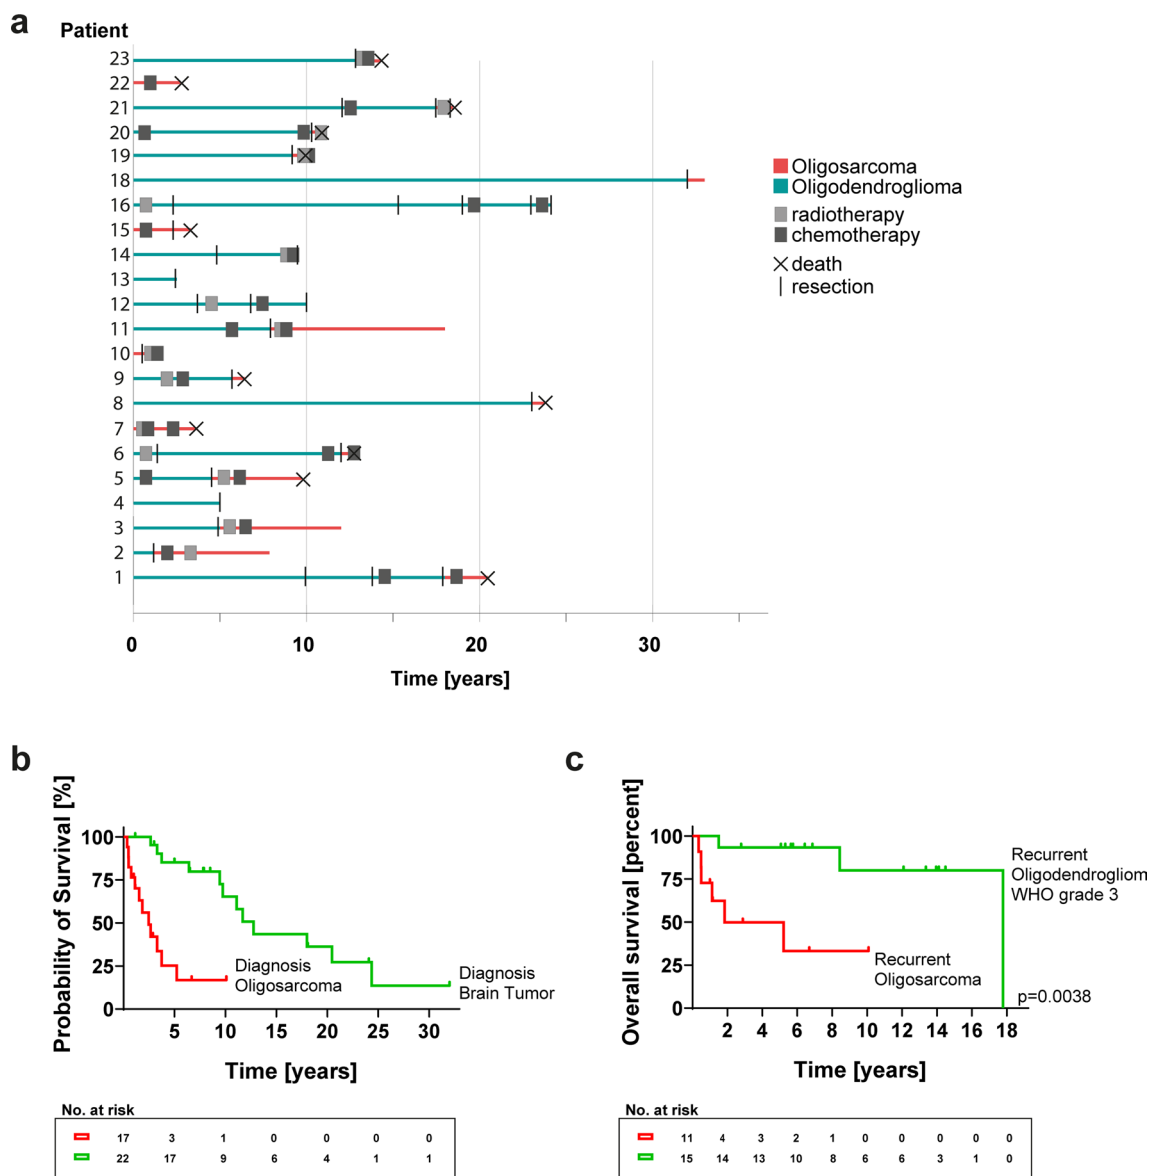 a
Patient
23
22
21
20
19
18
16
15
14
13
12
11
10
9
8
7
6
5
4
3
2
1
0 10 20 30
Time [years]
Oligosarcoma
Oligodendroglioma
radiotherapy
chemotherapy
death
resection
b
Probability of Survival [%]
100
75
50
25
0
5 10 15 20 25 30
Time [years]
Diagnosis
Oligosarcoma
Diagnosis
Brain Tumor
No. at risk
17 3 1 0 0 0 0
22 17 9 6 4 1 1
c
Overall survival [percent]
100
75
50
25
0
2 4 6 8 10 12 14 16 18
Time [years]
Recurrent
Oligodendrogliom
WHO grade 3
Recurrent
Oligosarcoma
p=0.0038
No. at risk
11 4 3 2 1 0 0 0 0 0
15 14 13 10 8 6 6 3 1 0